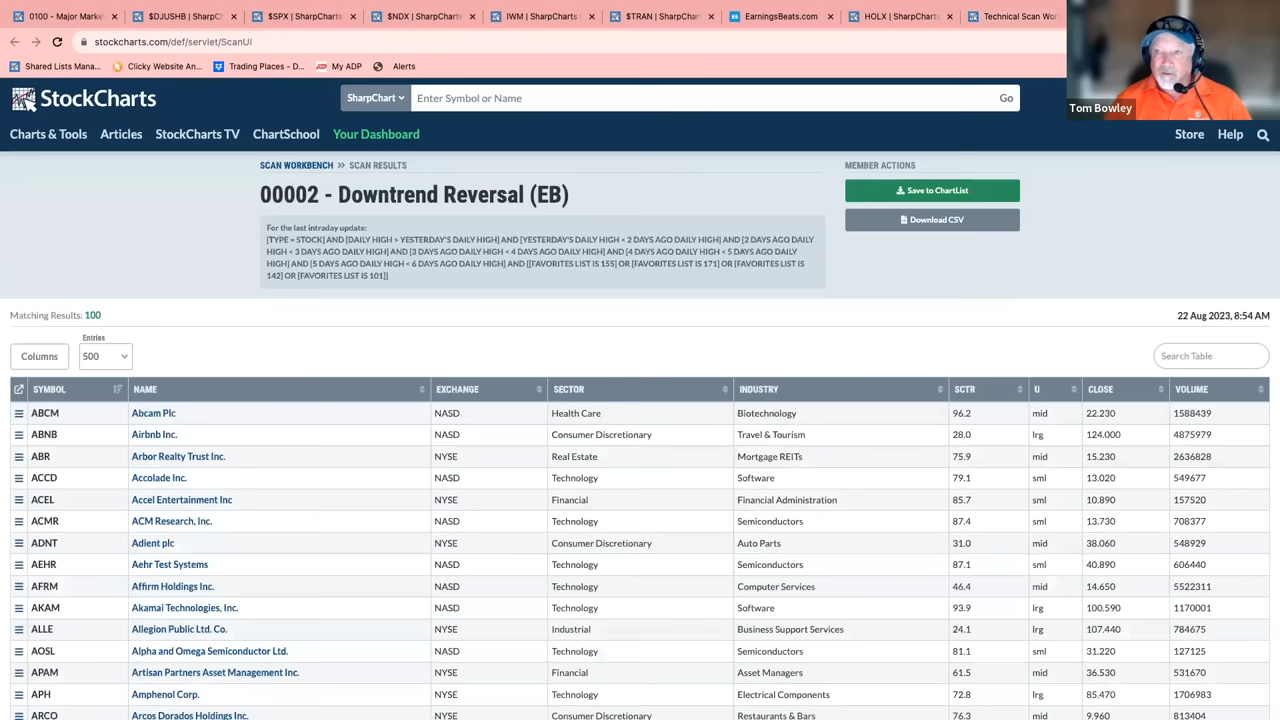 0100 - Major Marke
$DJUSHB | SharpC
$SPX | SharpCharts
$NDX | SharpCharts
IWM | SharpCharts
$TRAN | SharpChar
EarningsBeats.com
HOLX | SharpCharts
Technical Scan Wor
stockcharts.com/def/servlet/ScanUI
Shared Lists Mana...
Clicky Website An...
Trading Places - D...
My ADP
Alerts
Tom Bowley
StockCharts
SharpChart
Enter Symbol or Name
Go
Charts & Tools
Articles
StockCharts TV
ChartSchool
Your Dashboard
Store
Help
SCAN WORKBENCH >> SCAN RESULTS
MEMBER ACTIONS
00002 - Downtrend Reversal (EB)
Save to ChartList
Download CSV
For the last intraday update:
[TYPE = STOCK] AND [DAILY HIGH > YESTERDAY'S DAILY HIGH] AND [YESTERDAY'S DAILY HIGH < 2 DAYS AGO DAILY HIGH] AND [2 DAYS AGO DAILY
HIGH < 3 DAYS AGO DAILY HIGH] AND [3 DAYS AGO DAILY HIGH < 4 DAYS AGO DAILY HIGH] AND [4 DAYS AGO DAILY HIGH < 5 DAYS AGO DAILY
HIGH] AND [5 DAYS AGO DAILY HIGH < 6 DAYS AGO DAILY HIGH] AND [[FAVORITES LIST IS 155] OR [FAVORITES LIST IS 171] OR [FAVORITES LIST IS
142] OR [FAVORITES LIST IS 101]]
Matching Results: 100
22 Aug 2023, 8:54 AM
Columns
Entries
500
Search Table
SYMBOL NAME EXCHANGE SECTOR INDUSTRY SCTR U CLOSE VOLUME
ABCM Abcam Plc NASD Health Care Biotechnology 96.2 mid 22.230 1588439
ABNB Airbnb Inc. NASD Consumer Discretionary Travel & Tourism 28.0 lrg 124.000 4875979
ABR Arbor Realty Trust Inc. NYSE Real Estate Mortgage REITs 75.9 mid 15.230 2636828
ACCD Accolade Inc. NASD Technology Software 79.1 sml 13.020 549677
ACEL Accel Entertainment Inc NYSE Financial Financial Administration 85.7 sml 10.890 157520
ACMR ACM Research, Inc. NASD Technology Semiconductors 87.4 sml 13.730 708377
ADNT Adient plc NYSE Consumer Discretionary Auto Parts 31.0 mid 38.060 548929
AEHR Aehr Test Systems NASD Technology Semiconductors 87.1 sml 40.890 606440
AFRM Affirm Holdings Inc. NASD Technology Computer Services 46.4 mid 14.650 5522311
AKAM Akamai Technologies, Inc. NASD Technology Software 93.9 lrg 100.590 1170001
ALLE Allegion Public Ltd. Co. NYSE Industrial Business Support Services 24.1 lrg 107.440 784675
AOSL Alpha and Omega Semiconductor Ltd. NASD Technology Semiconductors 81.1 sml 31.220 127125
APAM Artisan Partners Asset Management Inc. NYSE Financial Asset Managers 61.5 mid 36.530 531670
APH Amphenol Corp. NYSE Technology Electrical Components 72.8 lrg 85.470 1706983
ARCO Arcos Dorados Holdings Inc. NYSE Consumer Discretionary Restaurants & Bars 76.3 mid 9.960 813404